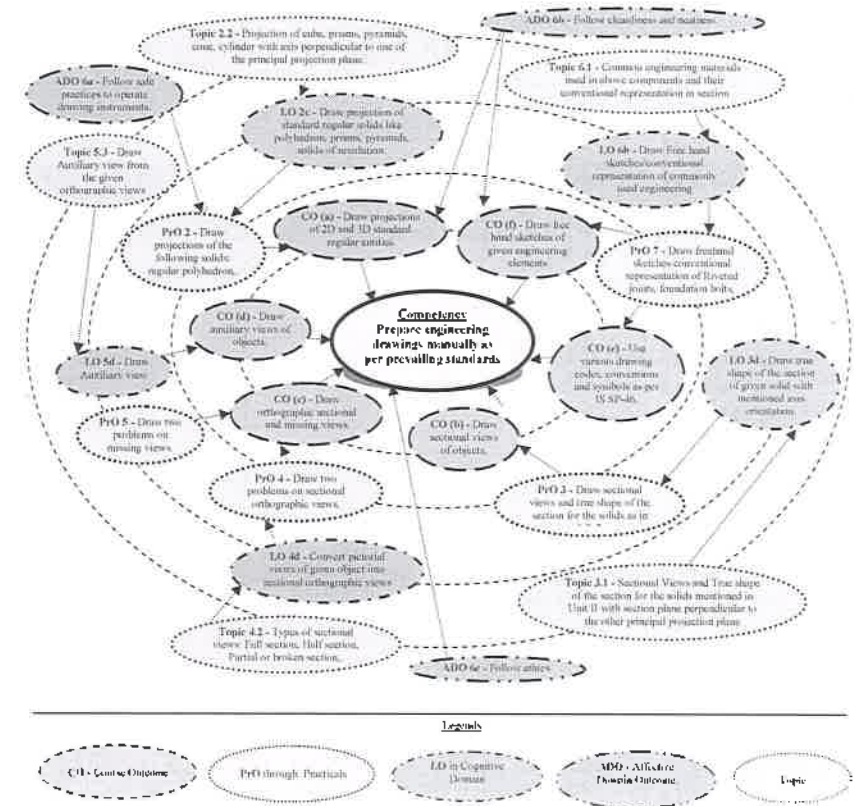 Topic 2.2 - Projection of cube, prisms, pyramids,
cone, cylinder with axis perpendicular to one of
the principal projection plane.
ADO 6b - Follow cleanliness and neatness.
Topic 6.1 - Common engineering materials
used in above components and their
conventional representation in section
ADO 6a - Follow safe
practices to operate
drawing instruments.
LO 2c - Draw projection of
standard regular solids like
polyhedron, prisms, pyramids,
solids of revolution.
LO 6b - Draw Free hand
sketches/conventional
representation of commonly
used engineering
Topic 5.3 - Draw
Auxiliary view from
the given
orthographic views
PrO 2 - Draw
projections of the
following solids:
regular polyhedron,
CO (a) - Draw projections
of 2D and 3D standard
regular entities.
CO (f) - Draw free
hand sketches of
given engineering
elements
PrO 7 - Draw freehand
sketches/conventional
representation of Riveted
joints, foundation bolts,
CO (d) - Draw
auxiliary views of
objects.
Competency
Prepare engineering
drawings manually as
per prevailing standards
CO (e) - Use
various drawing
codes, conventions
and symbols as per
IS SP-46.
LO 3d - Draw true
shape of the section
of given solid with
mentioned axis
orientation.
LO 5d - Draw
Auxiliary view
CO (c) - Draw
orthographic sectional
and missing views.
CO (b) - Draw
sectional views
of objects.
PrO 5 - Draw two
problems on
missing views
PrO 4 - Draw two
problems on sectional
orthographic views.
PrO 3 - Draw sectional
views and true shape of the
section for the solids as in
LO 4d - Convert pictorial
views of given object into
sectional orthographic views
Topic 3.1 - Sectional Views and True shape
of the section for the solids mentioned in
Unit II with section plane perpendicular to
the other principal projection plane
Topic 4.2 - Types of sectional
views: Full section, Half section,
Partial or broken section,
ADO 6e - Follow ethics
Legends
CO - Course Outcome
PrO through Practicals
LO in Cognitive
Domain
ADO - Affective
Domain Outcome
Topic